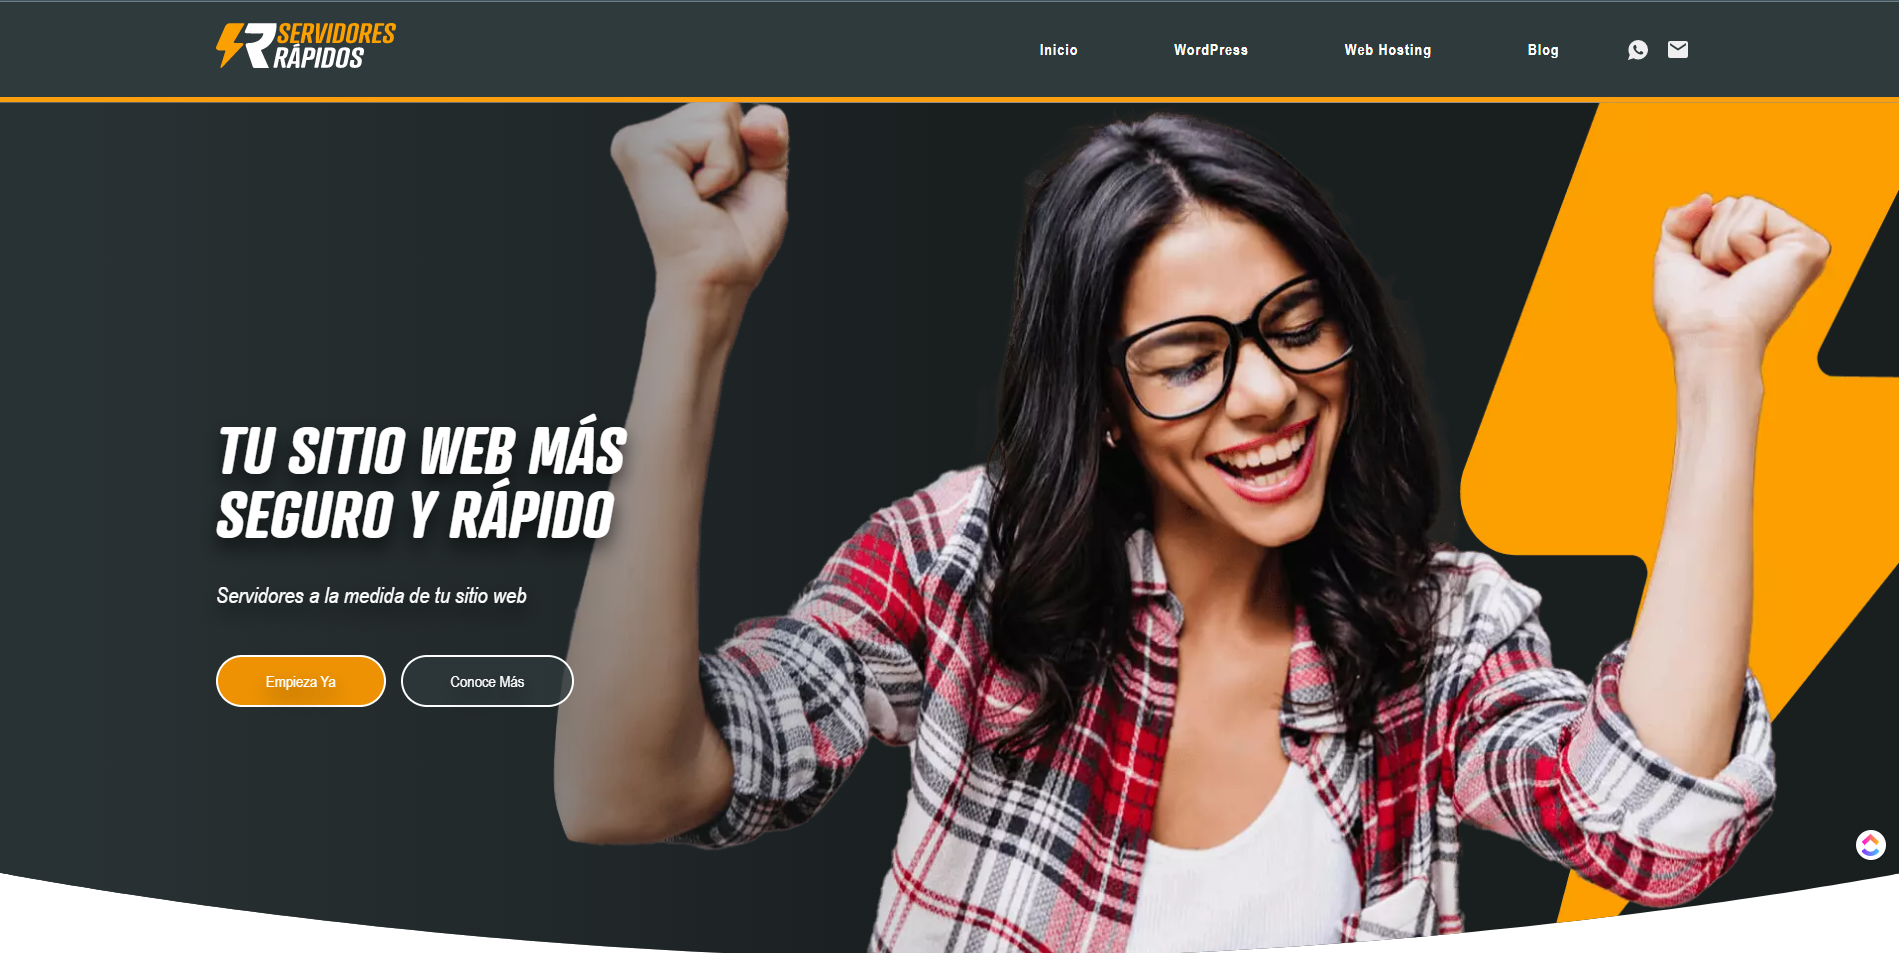 SERVIDORES
RÁPIDOS
Inicio
WordPress
Web Hosting
Blog
TU SITIO WEB MÁS
SEGURO Y RÁPIDO
Servidores a la medida de tu sitio web
Empieza Ya
Conoce Más